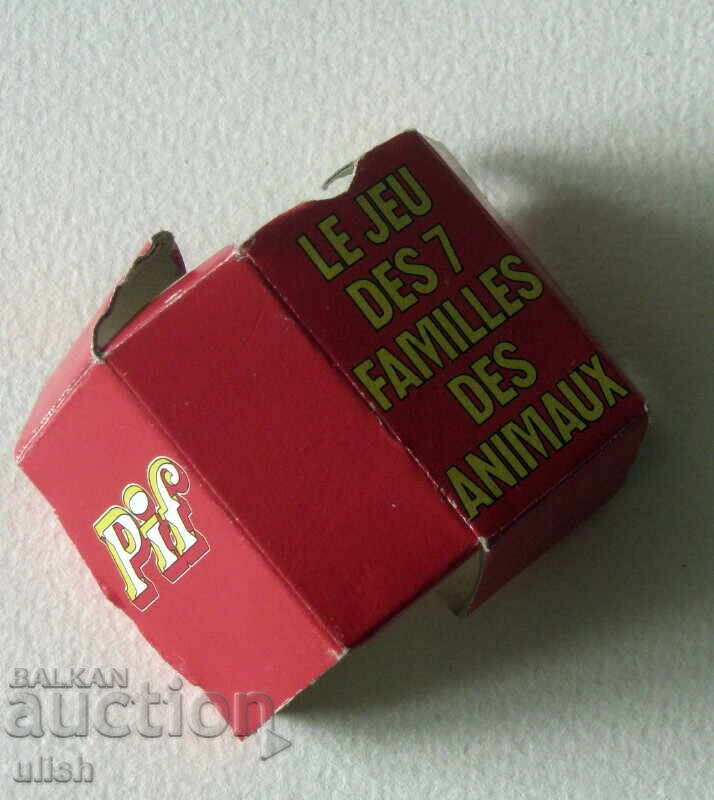 LE JEU
DES 7
FAMILLES
DES
ANIMAUX
Pif
BALKAN
auction
ulish